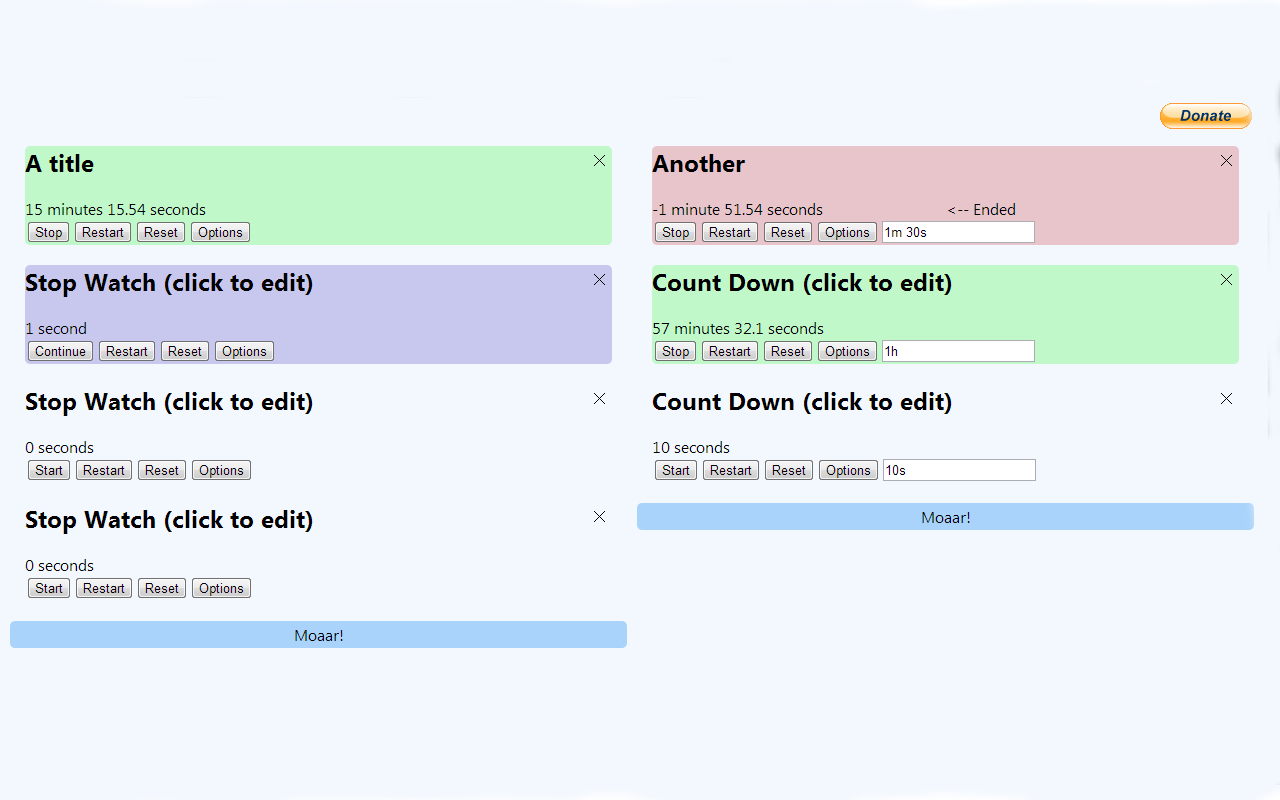 Donate
A title
15 minutes 15.54 seconds
Stop Restart Reset Options
Stop Watch (click to edit)
1 second
Continue Restart Reset Options
Stop Watch (click to edit)
0 seconds
Start Restart Reset Options
Stop Watch (click to edit)
0 seconds
Start Restart Reset Options
Moaar!
Another
-1 minute 51.54 seconds <-- Ended
Stop Restart Reset Options 1m 30s
Count Down (click to edit)
57 minutes 32.1 seconds
Stop Restart Reset Options 1h
Count Down (click to edit)
10 seconds
Start Restart Reset Options 10s
Moaar!